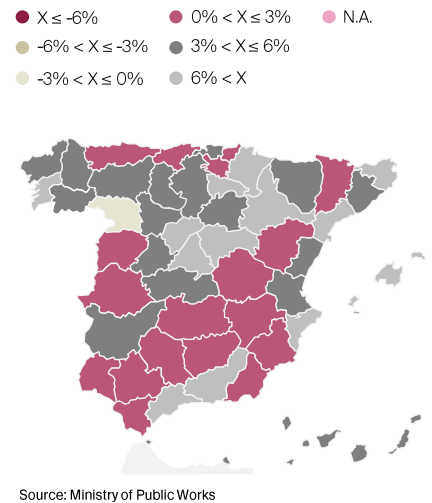 X ≤ -6%
0% < X ≤ 3%
N.A.
-6% < X ≤ -3%
3% < X ≤ 6%
-3% < X ≤ 0%
6% < X
Source: Ministry of Public Works